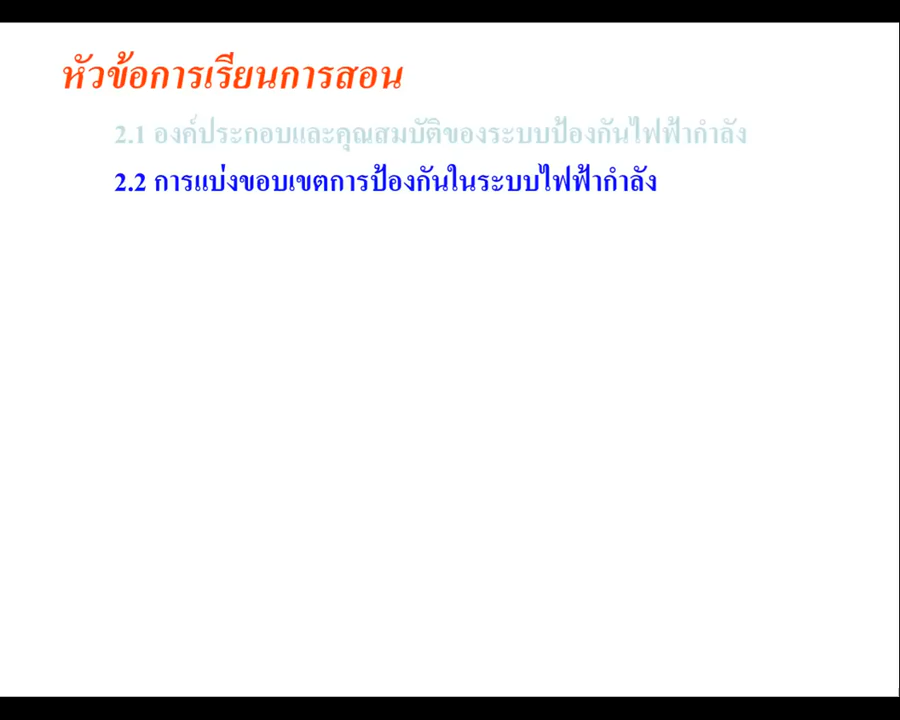 หัวข้อการเรียนการสอน
2.1 องค์ประกอบและคุณสมบัติของระบบป้องกันไฟฟ้ากำลัง
2.2 การแบ่งขอบเขตการป้องกันในระบบไฟฟ้ากำลัง